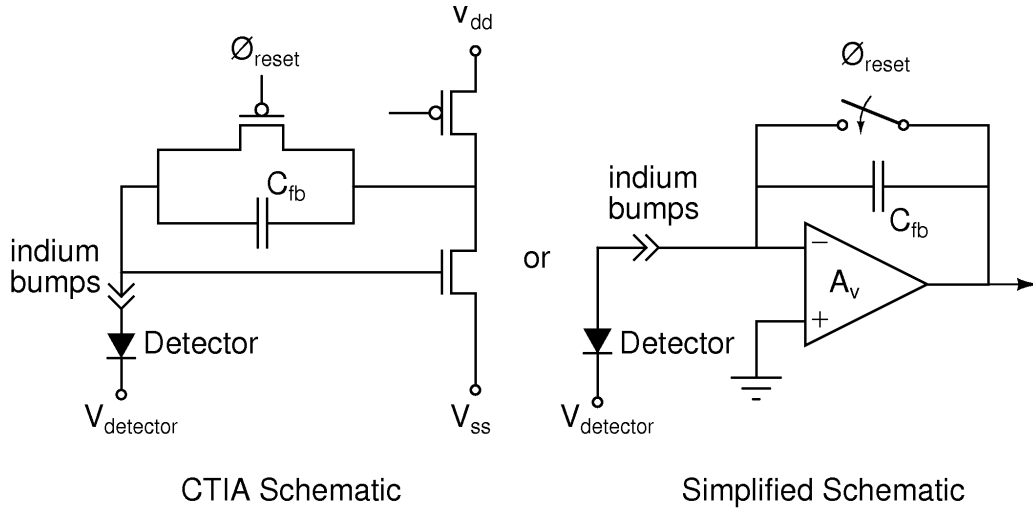 V_dd
Ø_reset
C_fb
indium
bumps
Detector
V_detector
V_ss
CTIA Schematic
or
Ø_reset
indium
bumps
C_fb
−
A_v
+
Detector
V_detector
Simplified Schematic